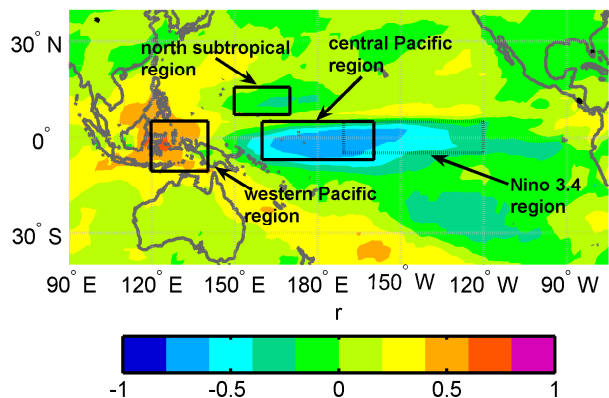 30° N
north subtropical
region
central Pacific
region
0°
western Pacific
region
Nino 3.4
region
30° S
90° E 120° E 150° E 180° E 150° W 120° W 90° W
r
-1 -0.5 0 0.5 1